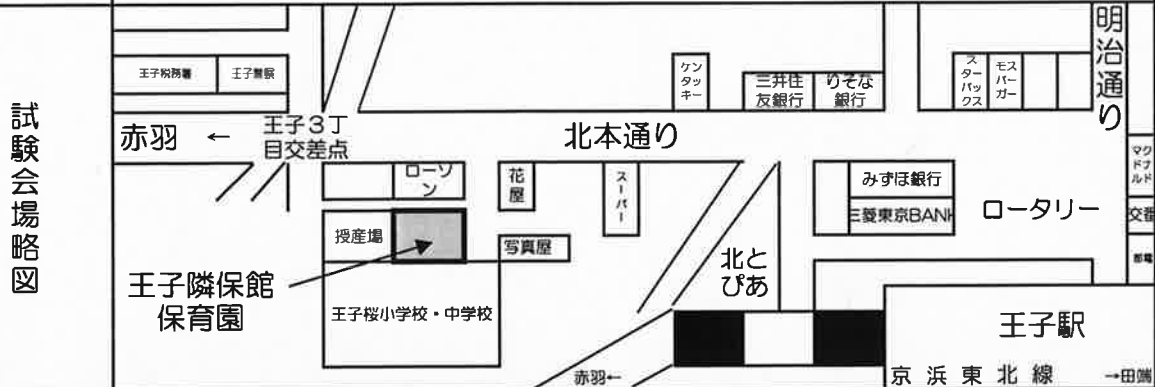 試験会場略図
王子税務署
王子警察
赤羽 ←
王子3丁
目交差点
北本通り
ケン
タッ
キー
三井住
友銀行
りそな
銀行
ス
ターバッ
クス
モス
バー
ガー
明治通り
マク
ドナ
ルド
交番
都電
ローソ
ン
花屋
スーパー
みずほ銀行
三菱東京BANK
ロータリー
授産場
写真屋
王子隣保館
保育園
王子桜小学校・中学校
北と
ぴあ
王子駅
赤羽←
京浜東北線
→田端